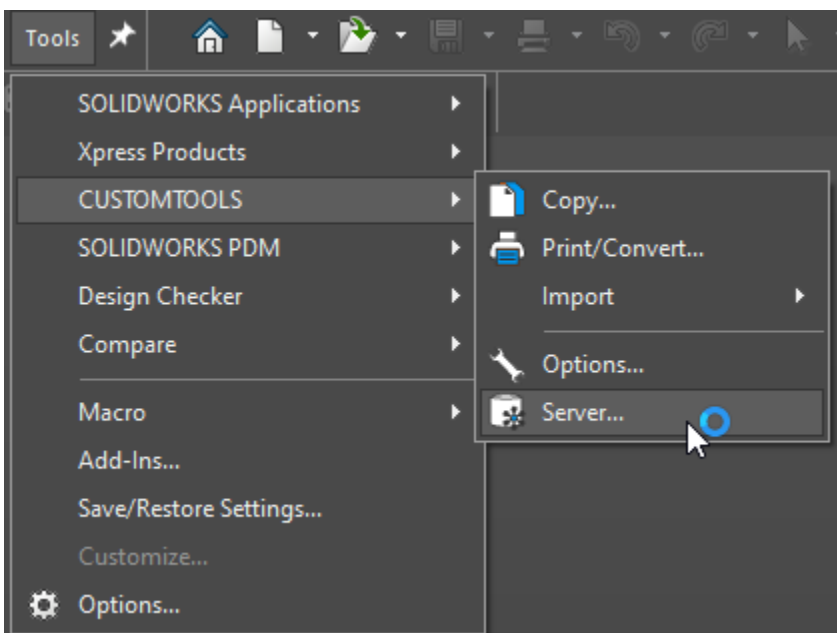 Tools
SOLIDWORKS Applications
Xpress Products
CUSTOMTOOLS
SOLIDWORKS PDM
Design Checker
Compare
Macro
Add-Ins...
Save/Restore Settings...
Customize...
Options...
Copy...
Print/Convert...
Import
Options...
Server...